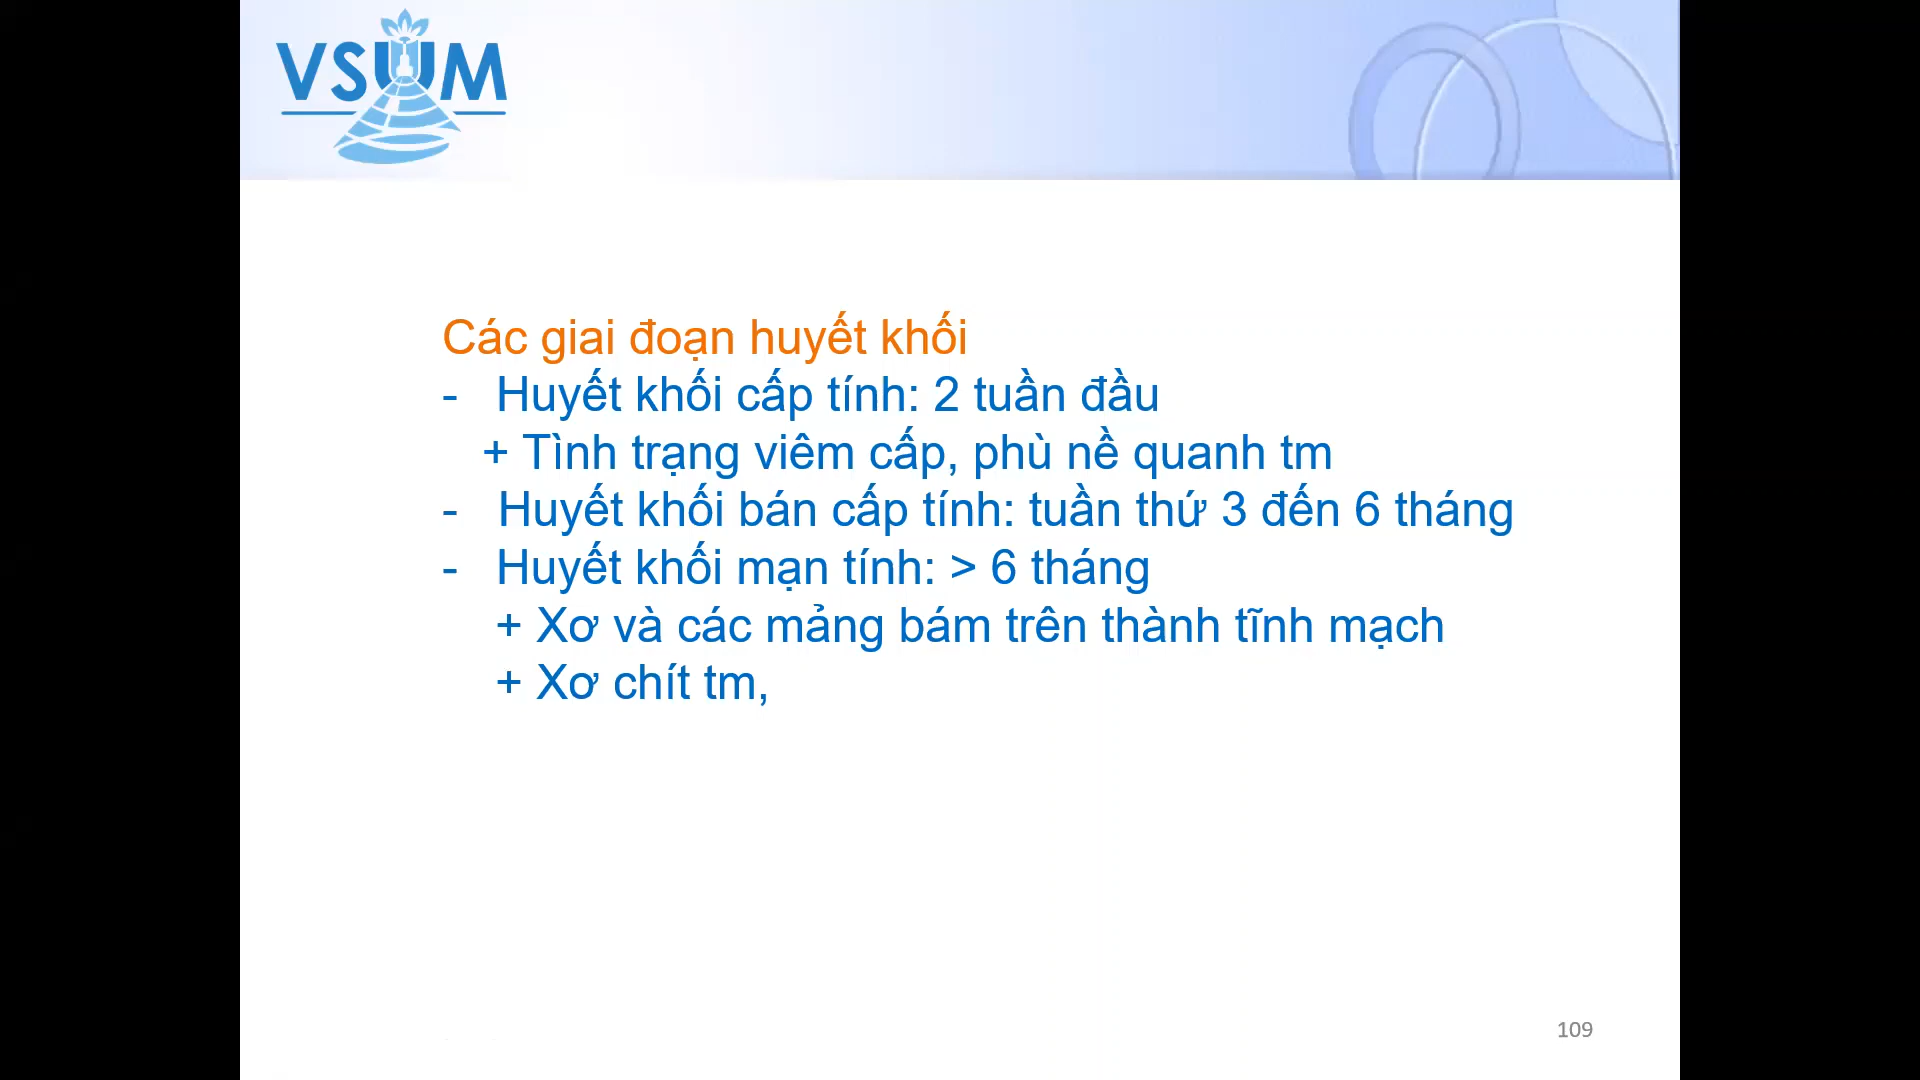 VSUM
Các giai đoạn huyết khối
- Huyết khối cấp tính: 2 tuần đầu
+ Tình trạng viêm cấp, phù nề quanh tm
- Huyết khối bán cấp tính: tuần thứ 3 đến 6 tháng
- Huyết khối mạn tính: > 6 tháng
+ Xơ và các mảng bám trên thành tĩnh mạch
+ Xơ chít tm,
109